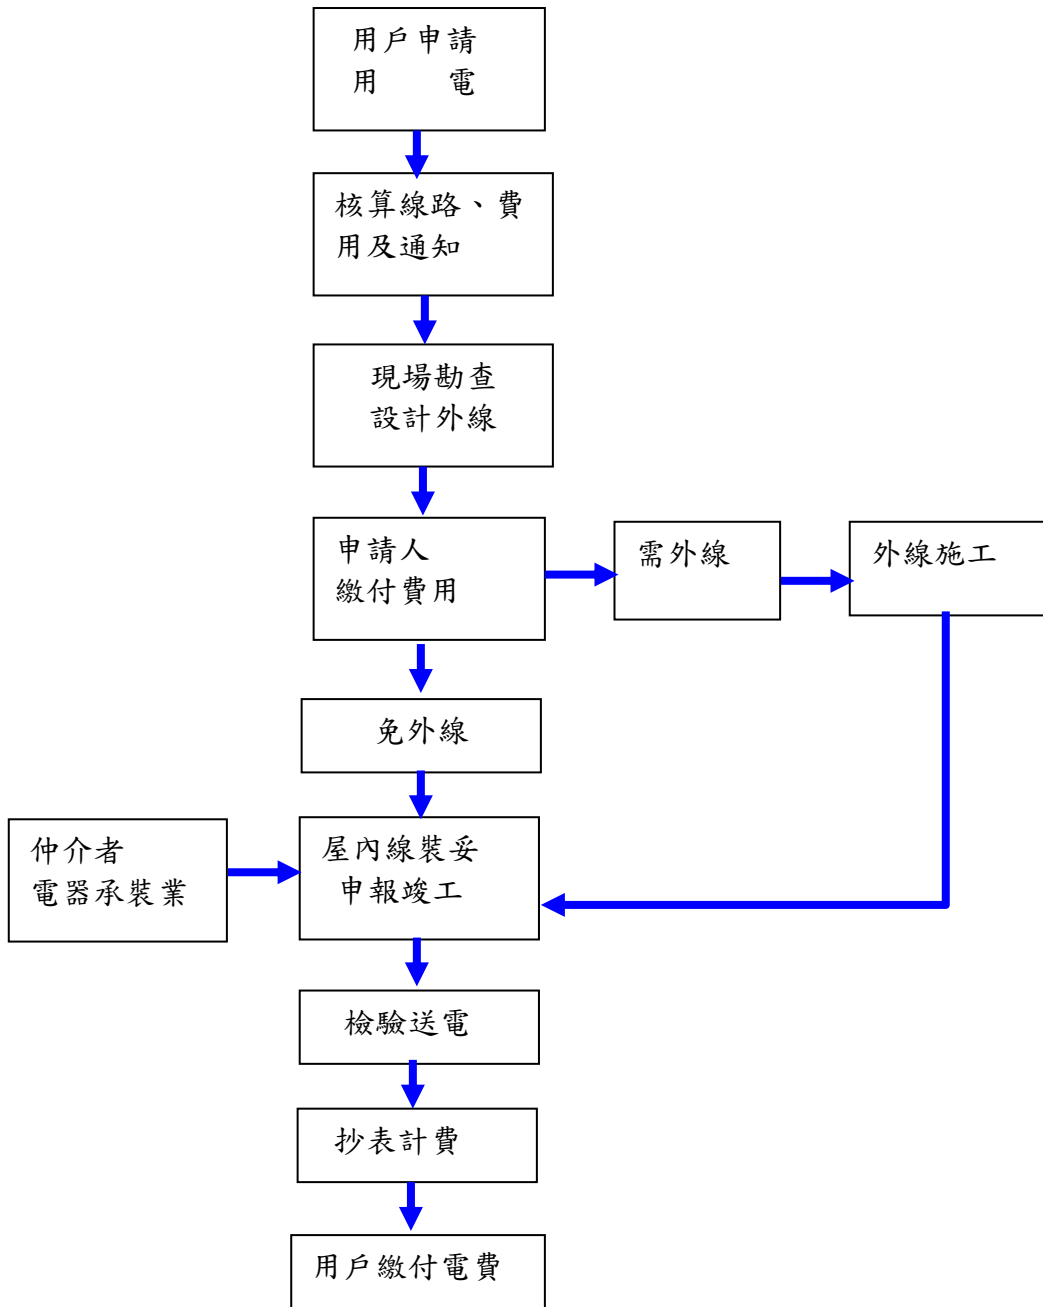 用戶申請
用　　電
核算線路、費
用及通知
現場勘查
設計外線
申請人
繳付費用
需外線
外線施工
免外線
仲介者
電器承裝業
屋內線裝妥
申報竣工
檢驗送電
抄表計費
用戶繳付電費